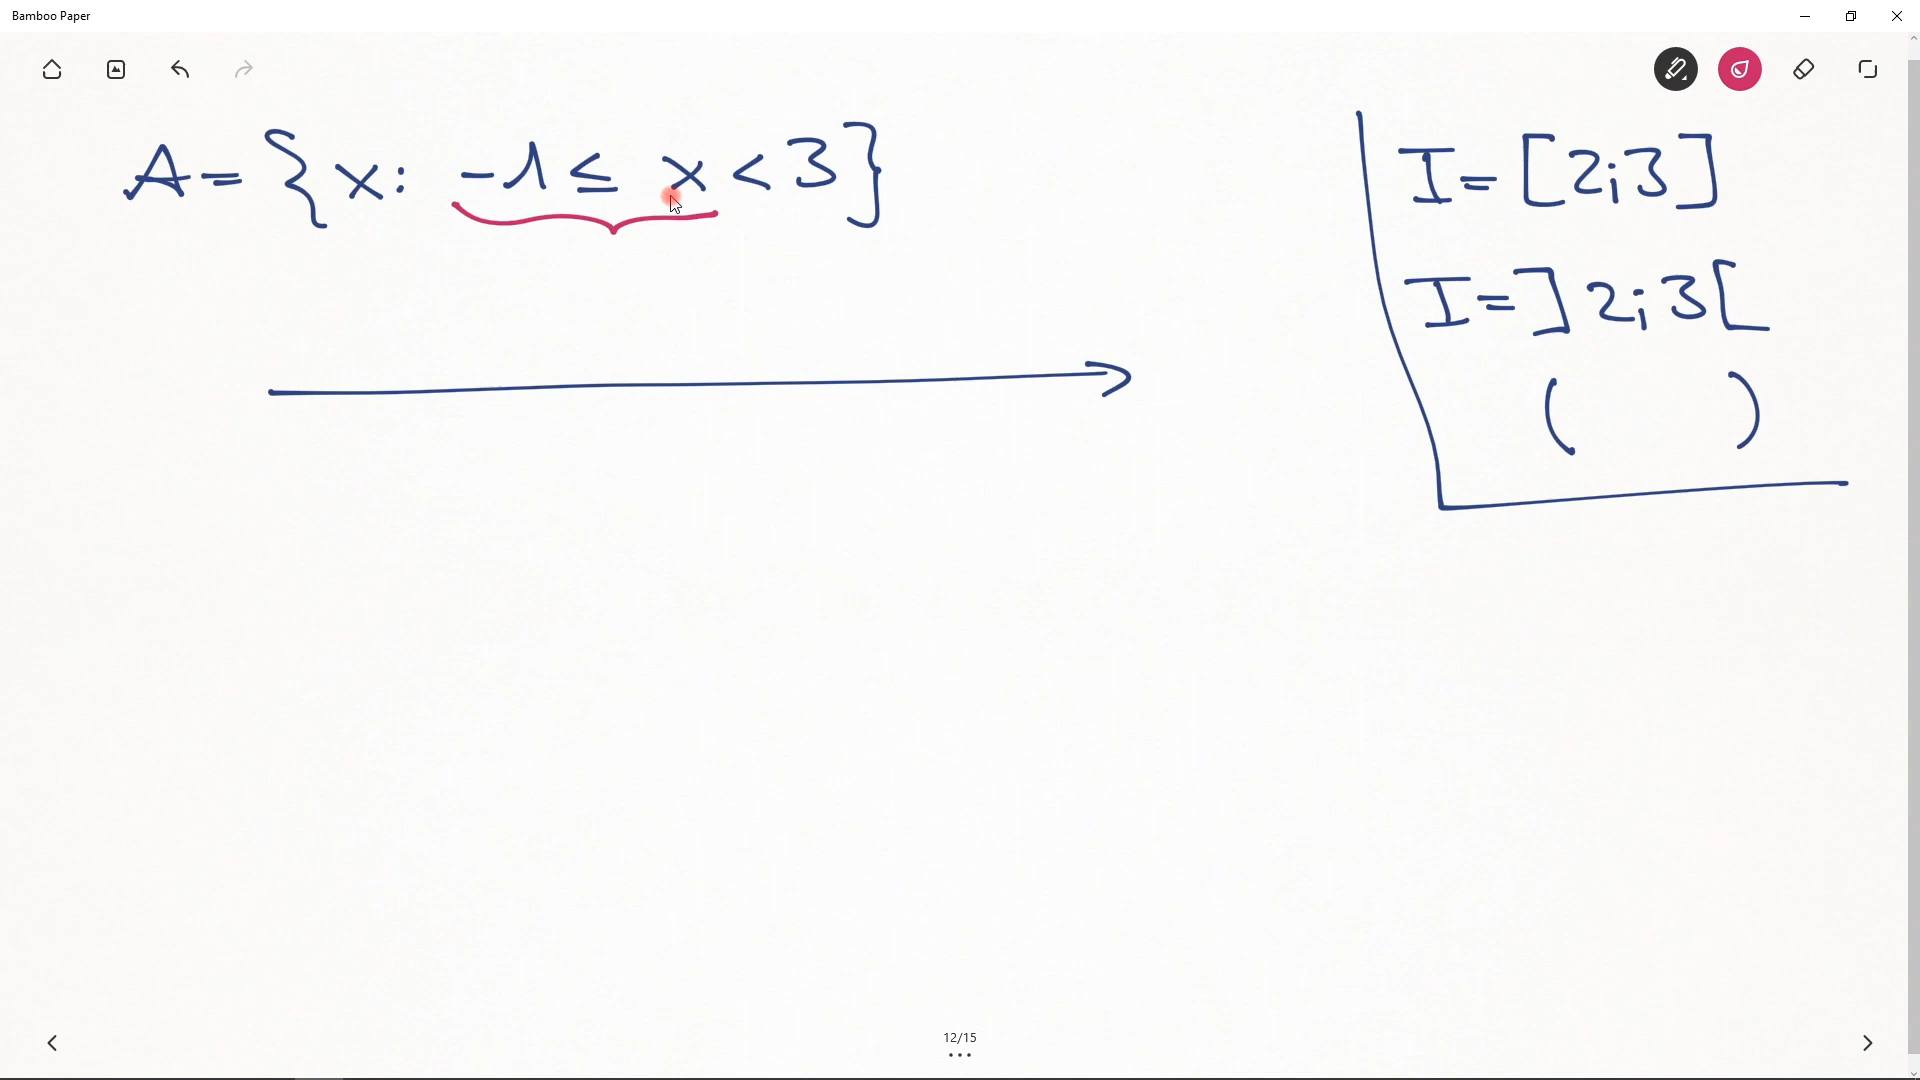 Bamboo Paper
A = { x: -1 ≤ x < 3 }
I = [2; 3]
I = ]2; 3[
( )
12/15